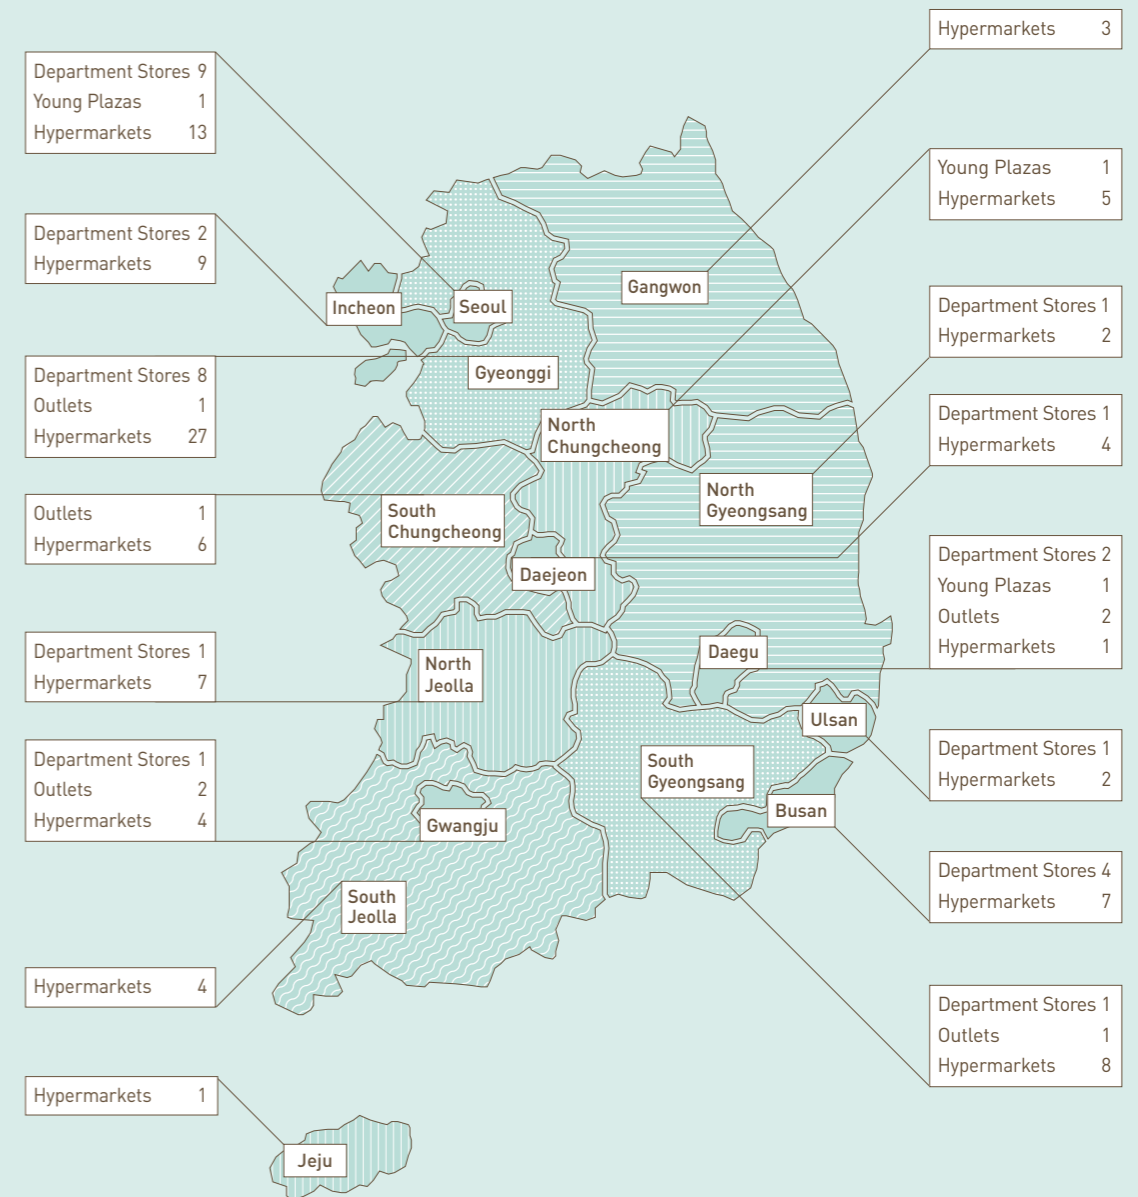 Department Stores 9
Young Plazas 1
Hypermarkets 13
Department Stores 2
Hypermarkets 9
Department Stores 8
Outlets 1
Hypermarkets 27
Outlets 1
Hypermarkets 6
Department Stores 1
Hypermarkets 7
Department Stores 1
Outlets 2
Hypermarkets 4
Hypermarkets 4
Hypermarkets 1
Incheon
Seoul
Gyeonggi
Gangwon
North
Chungcheong
South
Chungcheong
Daejeon
North
Gyeongsang
North
Jeolla
Daegu
Ulsan
South
Gyeongsang
Busan
Gwangju
South
Jeolla
Jeju
Hypermarkets 3
Young Plazas 1
Hypermarkets 5
Department Stores 1
Hypermarkets 2
Department Stores 1
Hypermarkets 4
Department Stores 2
Young Plazas 1
Outlets 2
Hypermarkets 1
Department Stores 1
Hypermarkets 2
Department Stores 4
Hypermarkets 7
Department Stores 1
Outlets 1
Hypermarkets 8